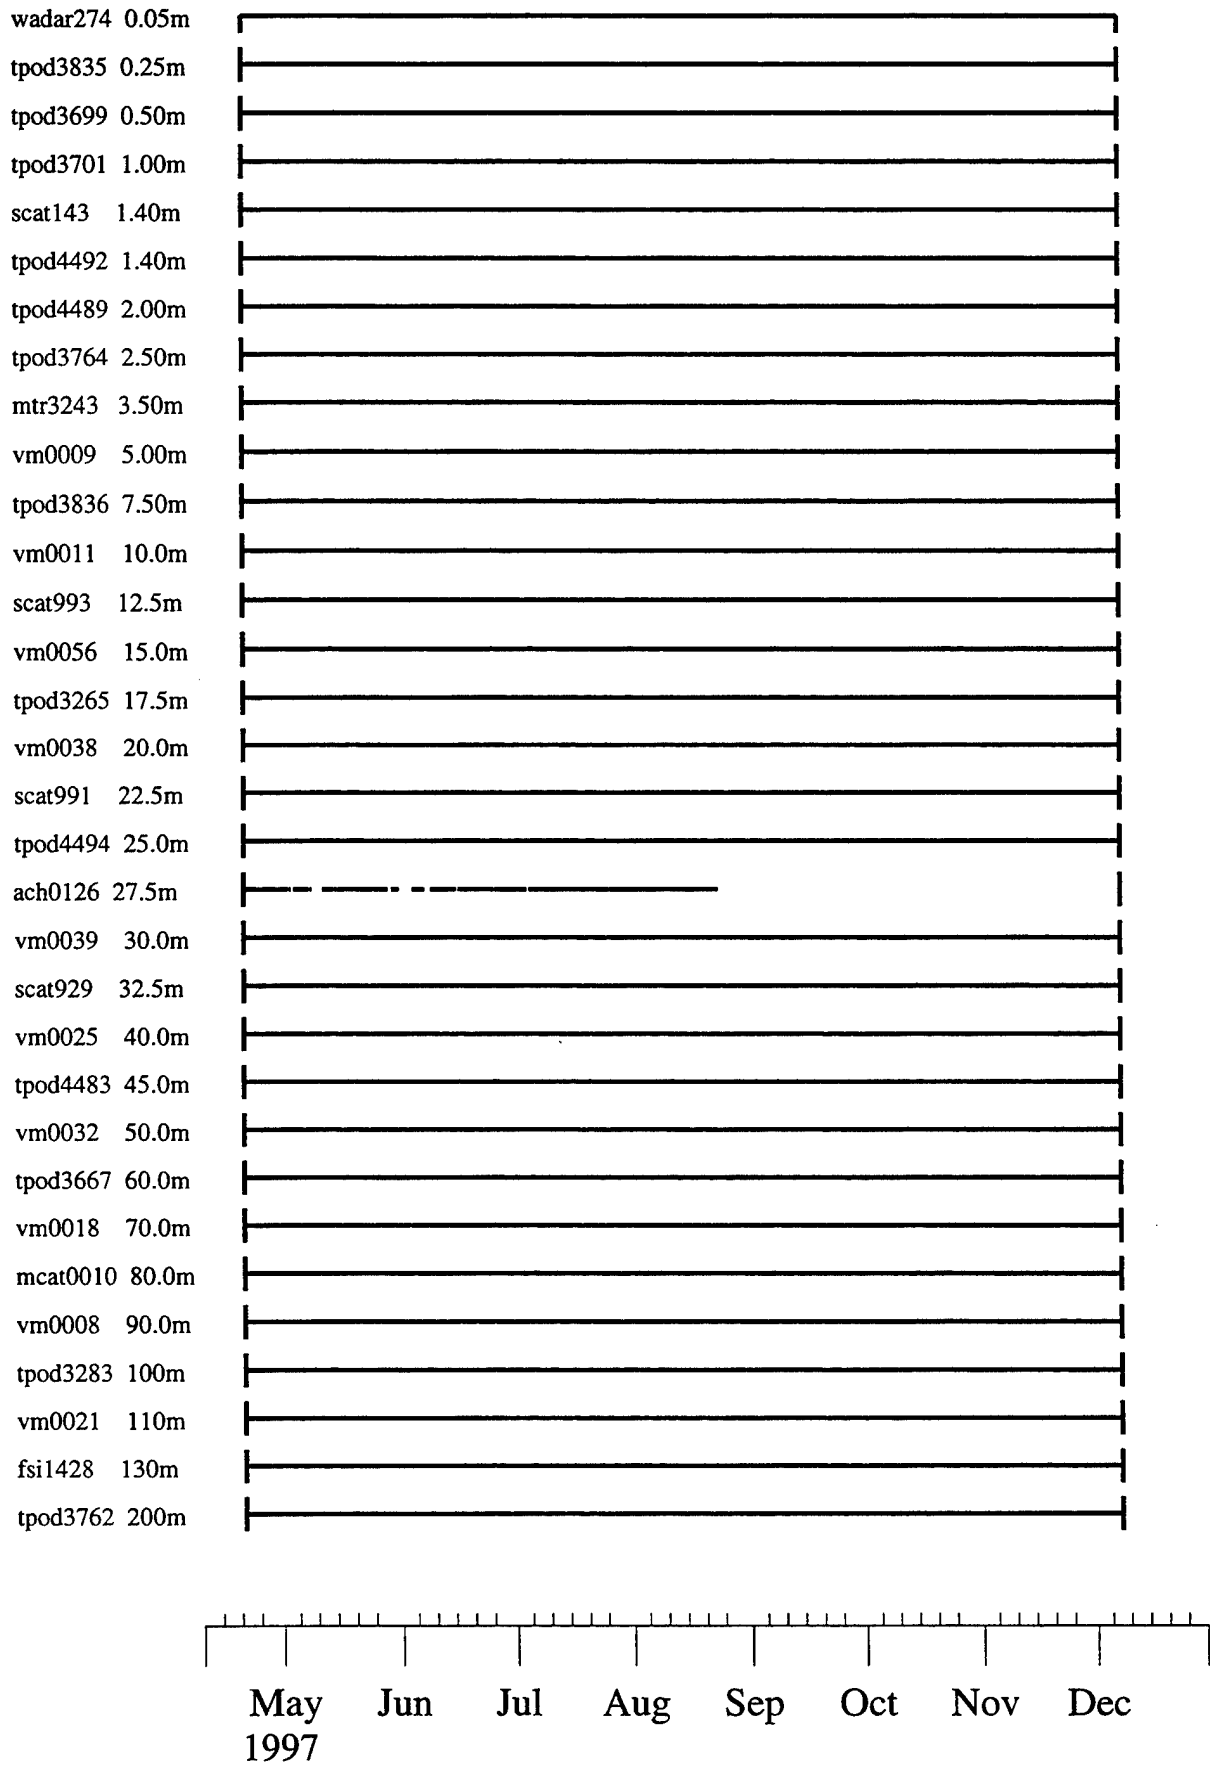 wadar274 0.05m
tpod3835 0.25m
tpod3699 0.50m
tpod3701 1.00m
scat143 1.40m
tpod4492 1.40m
tpod4489 2.00m
tpod3764 2.50m
mtr3243 3.50m
vm0009 5.00m
tpod3836 7.50m
vm0011 10.0m
scat993 12.5m
vm0056 15.0m
tpod3265 17.5m
vm0038 20.0m
scat991 22.5m
tpod4494 25.0m
ach0126 27.5m
vm0039 30.0m
scat929 32.5m
vm0025 40.0m
tpod4483 45.0m
vm0032 50.0m
tpod3667 60.0m
vm0018 70.0m
mcat0010 80.0m
vm0008 90.0m
tpod3283 100m
vm0021 110m
fsi1428 130m
tpod3762 200m
May Jun Jul Aug Sep Oct Nov Dec
1997